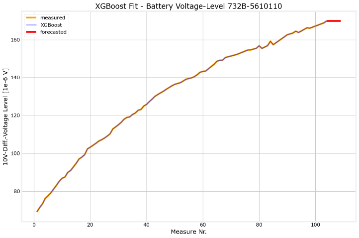 XGBoost Fit - Battery Voltage-Level 732B-5610110
measured
XGBoost
forecasted
160
140
120
100
80
10V-Diff.-Voltage Level [1e-6 V]
0
20
40
60
80
100
Measure Nr.